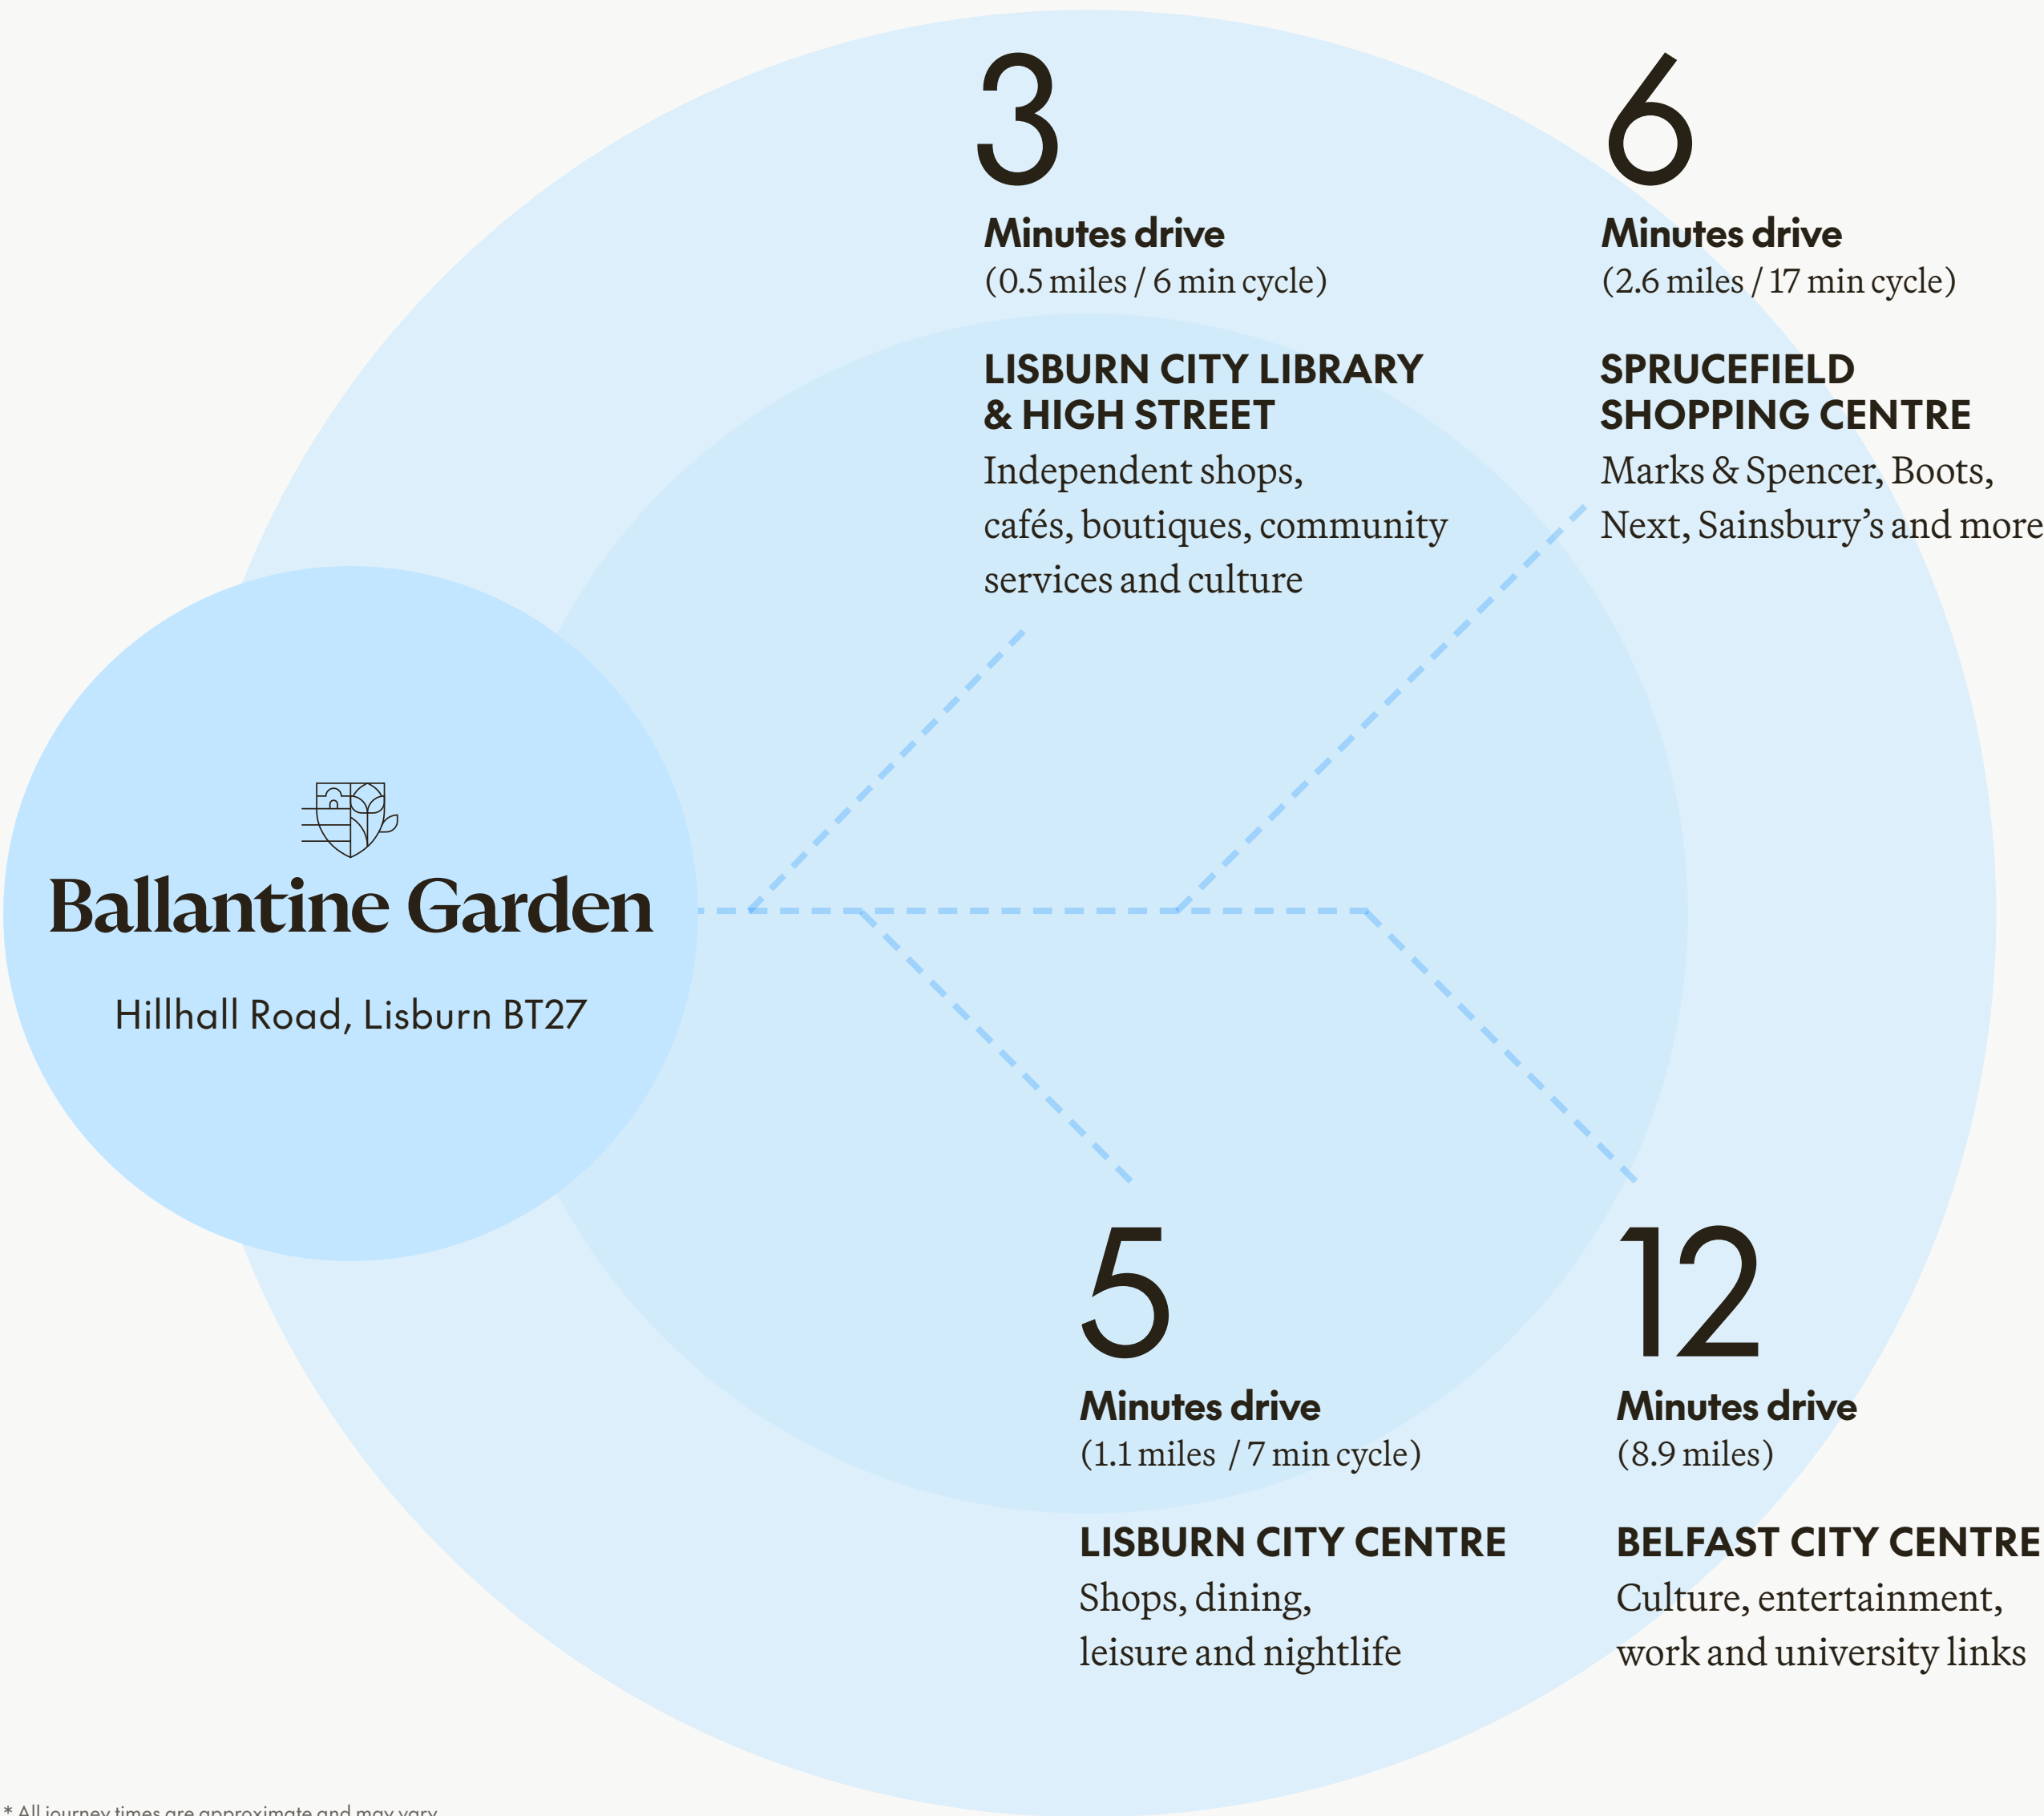 3
Minutes drive
(0.5 miles / 6 min cycle)
LISBURN CITY LIBRARY
& HIGH STREET
Independent shops,
cafés, boutiques, community
services and culture
6
Minutes drive
(2.6 miles / 17 min cycle)
SPRUCEFIELD
SHOPPING CENTRE
Marks & Spencer, Boots,
Next, Sainsbury’s and more
Ballantine Garden
Hillhall Road, Lisburn BT27
5
Minutes drive
(1.1 miles / 7 min cycle)
LISBURN CITY CENTRE
Shops, dining,
leisure and nightlife
12
Minutes drive
(8.9 miles)
BELFAST CITY CENTRE
Culture, entertainment,
work and university links
* All journey times are approximate and may vary